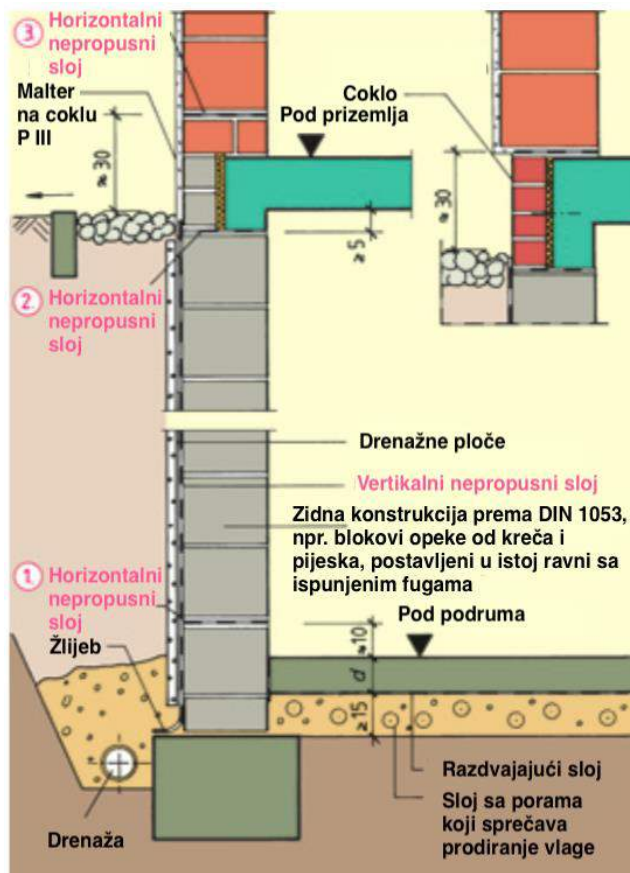 3 Horizontalni
nepropusni
sloj
Malter
na coklu
P III
≈30
Pod prizemlja
Coklo
≈30
≥5
2 Horizontalni
nepropusni
sloj
Drenažne ploče
Vertikalni nepropusni sloj
Zidna konstrukcija prema DIN 1053,
npr. blokovi opeke od kreča i
pijeska, postavljeni u istoj ravni sa
ispunjenim fugama
1 Horizontalni
nepropusni
sloj
Žlijeb
Pod podruma
≈10
d
≥15
Razdvajajući sloj
Sloj sa porama
koji sprečava
prodiranje vlage
Drenaža